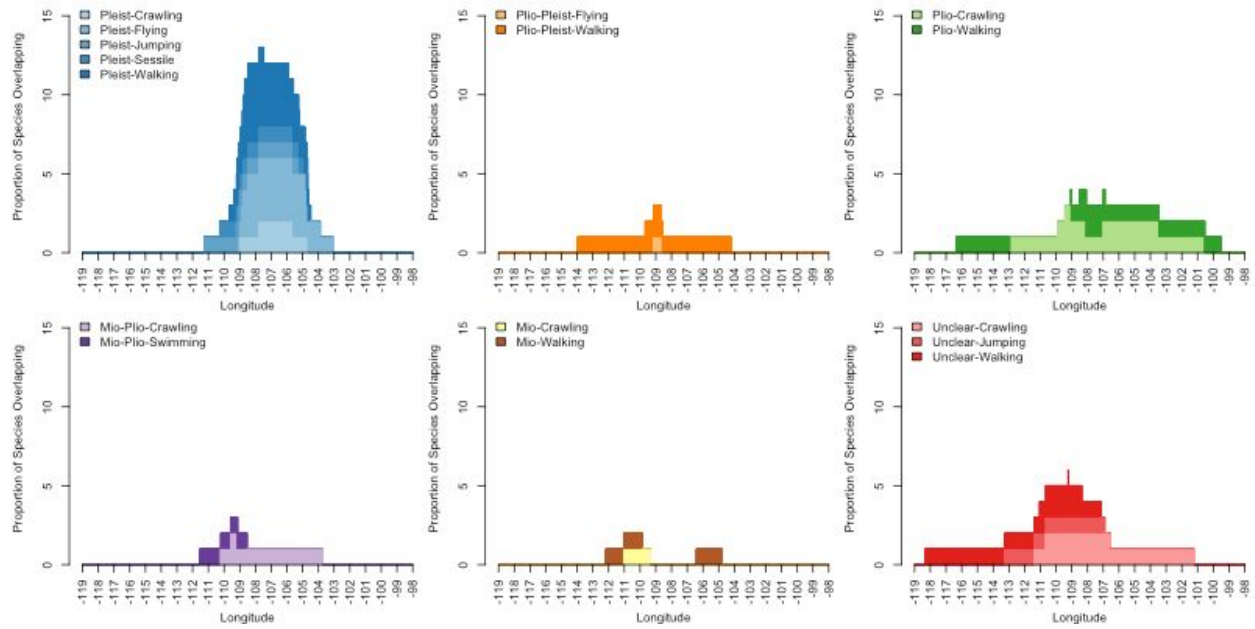 Pleist-Crawling
Pleist-Flying
Pleist-Jumping
Pleist-Sessile
Pleist-Walking
Proportion of Species Overlapping
15
10
5
0
-119 -118 -117 -116 -115 -114 -113 -112 -111 -110 -109 -108 -107 -106 -105 -104 -103 -102 -101 -100 -99 -98
Longitude
Plio-Pleist-Flying
Plio-Pleist-Walking
Proportion of Species Overlapping
15
10
5
0
-119 -118 -117 -116 -115 -114 -113 -112 -111 -110 -109 -108 -107 -106 -105 -104 -103 -102 -101 -100 -99 -98
Longitude
Plio-Crawling
Plio-Walking
Proportion of Species Overlapping
15
10
5
0
-119 -118 -117 -116 -115 -114 -113 -111 -109 -108 -107 -106 -105 -104 -103 -102 -101 -100 -99 -98
Longitude
Mio-Plio-Crawling
Mio-Plio-Swimming
Proportion of Species Overlapping
15
10
5
0
-119 -118 -117 -116 -115 -114 -113 -112 -111 -110 -109 -108 -107 -106 -105 -104 -103 -102 -101 -100 -99 -98
Longitude
Mio-Crawling
Mio-Walking
Proportion of Species Overlapping
15
10
5
0
-119 -118 -117 -116 -115 -114 -113 -112 -111 -110 -109 -108 -107 -106 -105 -104 -103 -102 -101 -100 -99 -98
Longitude
Unclear-Crawling
Unclear-Jumping
Unclear-Walking
Proportion of Species Overlapping
15
10
5
0
-119 -118 -117 -116 -115 -114 -113 -111 -109 -108 -107 -106 -105 -104 -103 -102 -101 -100 -99 -98
Longitude